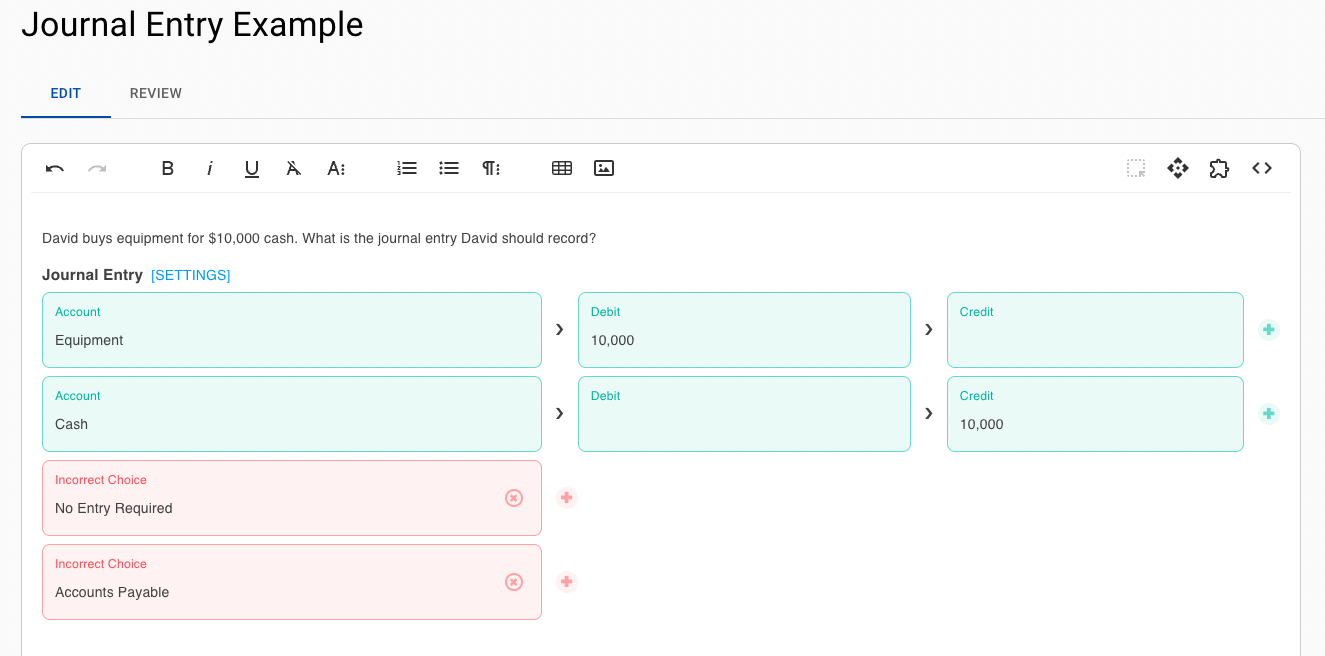 Journal Entry Example
EDIT REVIEW
David buys equipment for $10,000 cash. What is the journal entry David should record?
Journal Entry [SETTINGS]
Account Debit Credit
Equipment 10,000
Account Debit Credit
Cash 10,000
Incorrect Choice
No Entry Required
Incorrect Choice
Accounts Payable